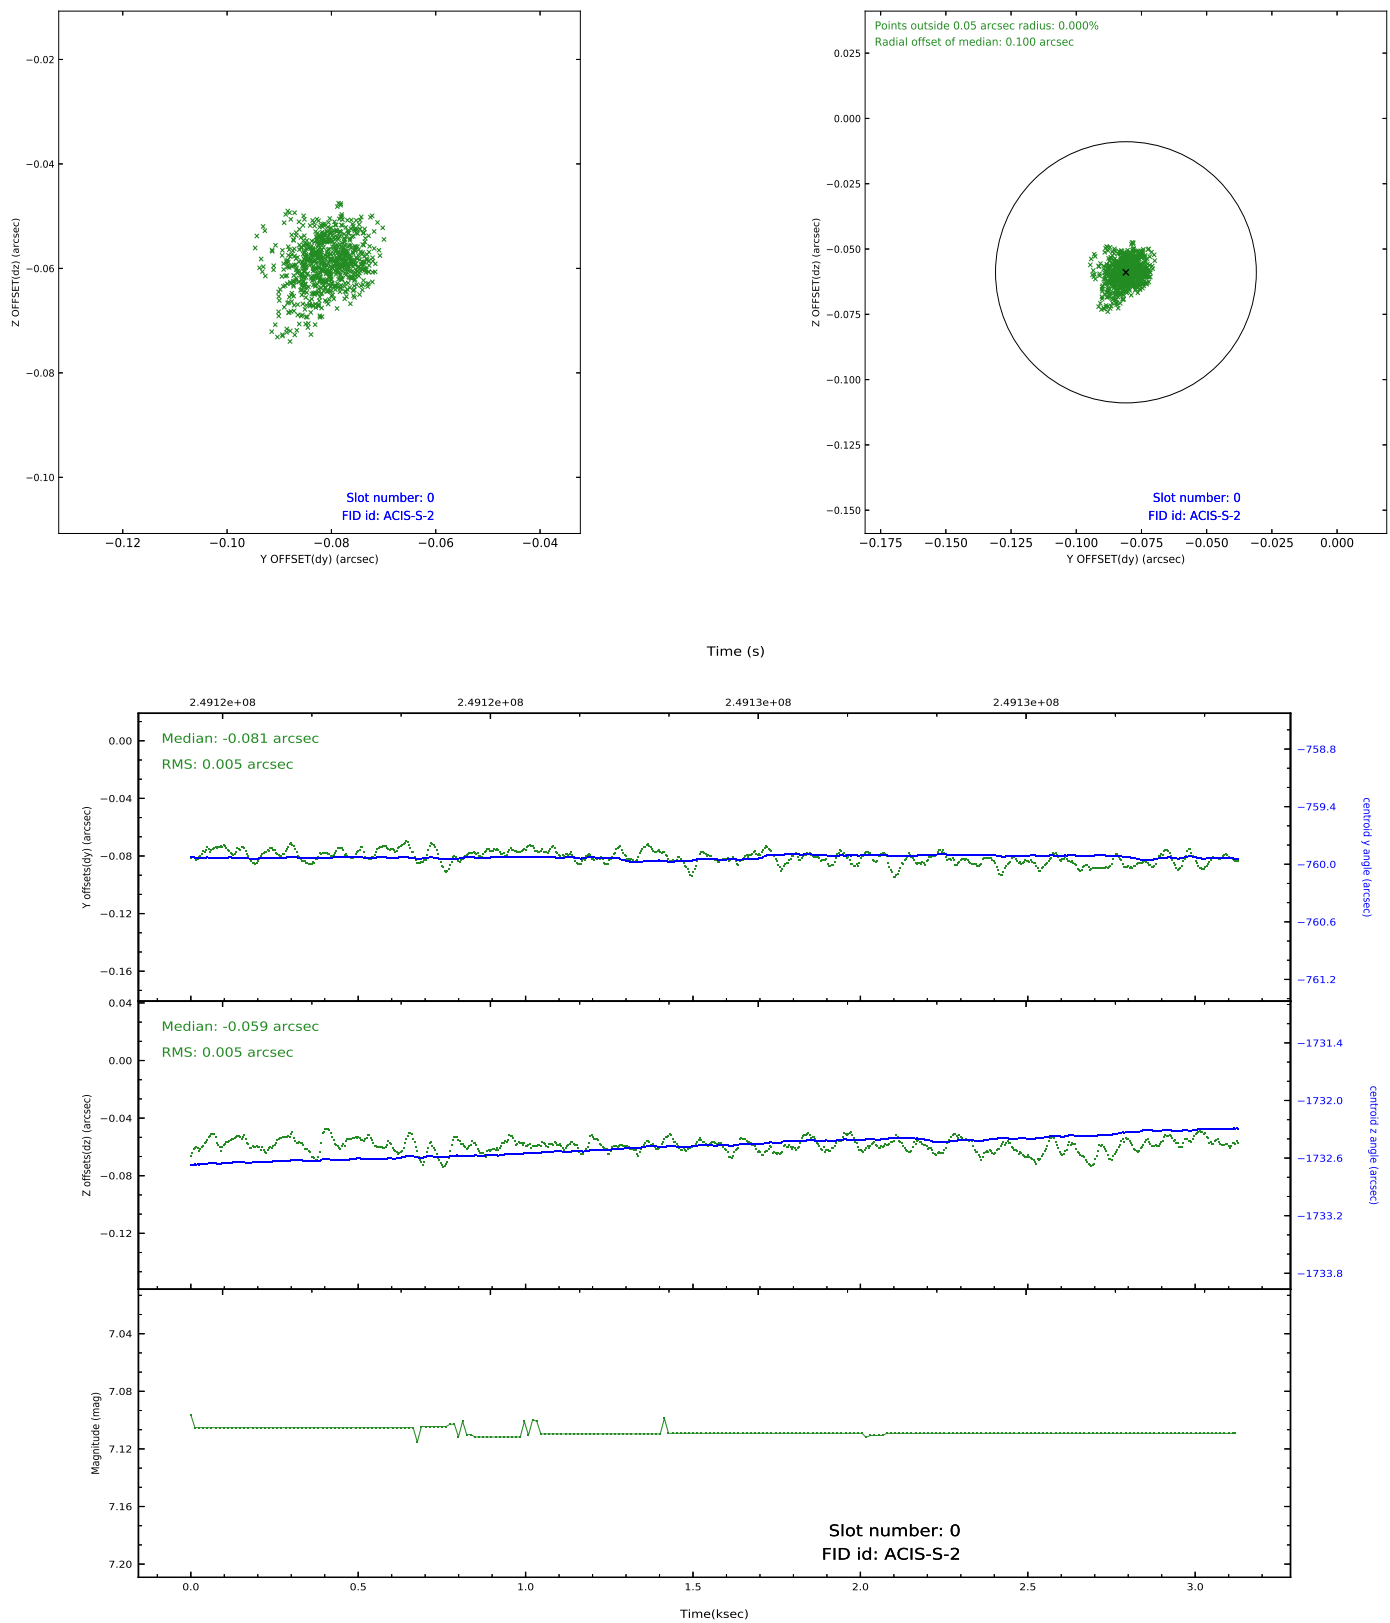 −0.02
−0.04
−0.06
−0.08
−0.10
Z OFFSET(dz) (arcsec)
Slot number: 0
FID id: ACIS-S-2
−0.12 −0.10 −0.08 −0.06 −0.04
Y OFFSET(dy) (arcsec)
Points outside 0.05 arcsec radius: 0.000%
Radial offset of median: 0.100 arcsec
0.025
0.000
−0.025
−0.050
−0.075
−0.100
−0.125
−0.150
Z OFFSET(dz) (arcsec)
Slot number: 0
FID id: ACIS-S-2
−0.175 −0.150 −0.125 −0.100 −0.075 −0.050 −0.025 0.000
Y OFFSET(dy) (arcsec)
Time (s)
2.4912e+08 2.4912e+08 2.4913e+08 2.4913e+08
Median: -0.081 arcsec
RMS: 0.005 arcsec
0.00
−0.04
−0.08
−0.12
−0.16
Y offsets(dy) (arcsec)
−758.8
−759.4
−760.0
−760.6
−761.2
centroid y angle (arcsec)
Median: -0.059 arcsec
RMS: 0.005 arcsec
0.04
0.00
−0.04
−0.08
−0.12
Z offsets(dz) (arcsec)
−1731.4
−1732.0
−1732.6
−1733.2
−1733.8
centroid z angle (arcsec)
7.04
7.08
7.12
7.16
7.20
Magnitude (mag)
Slot number: 0
FID id: ACIS-S-2
0.0 0.5 1.0 1.5 2.0 2.5 3.0
Time(ksec)